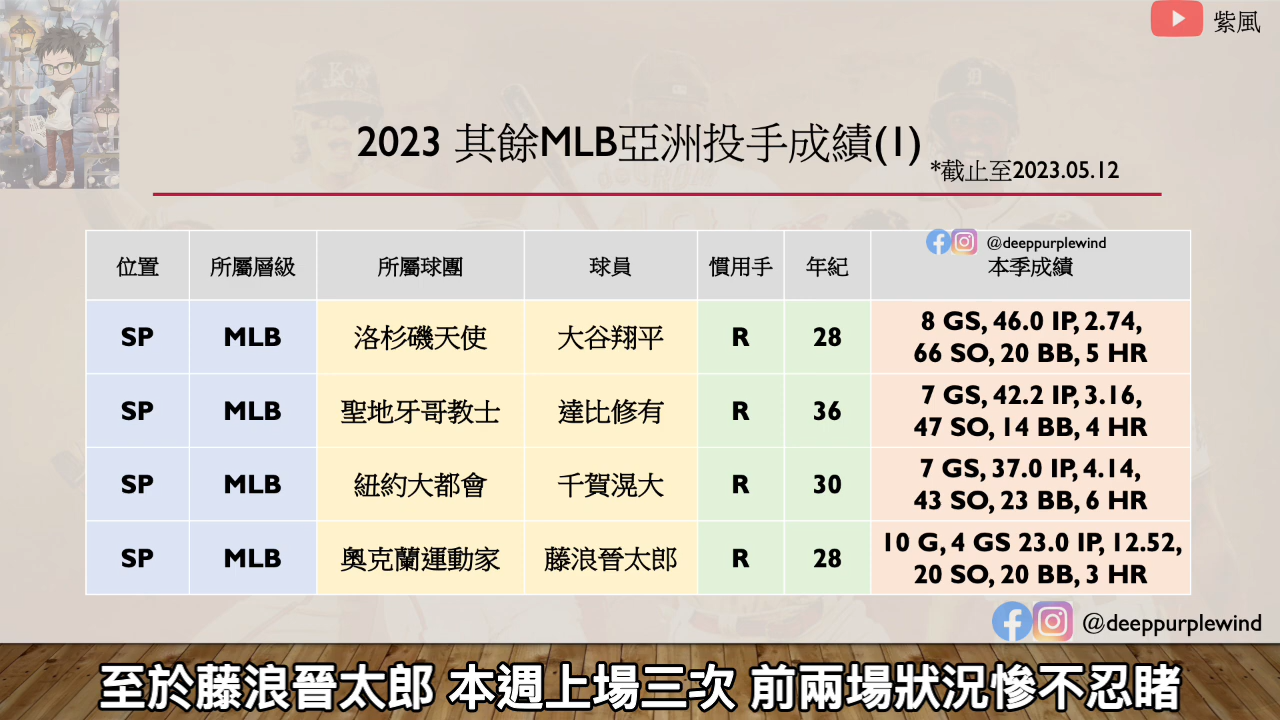 紫風
2023 其餘MLB亞洲投手成績(1)
*截止至2023.05.12
@deeppurplewind
位置 所屬層級 所屬球團 球員 慣用手 年紀 本季成績
SP MLB 洛杉磯天使 大谷翔平 R 28 8 GS, 46.0 IP, 2.74,
66 SO, 20 BB, 5 HR
SP MLB 聖地牙哥教士 達比修有 R 36 7 GS, 42.2 IP, 3.16,
47 SO, 14 BB, 4 HR
SP MLB 紐約大都會 千賀滉大 R 30 7 GS, 37.0 IP, 4.14,
43 SO, 23 BB, 6 HR
SP MLB 奧克蘭運動家 藤浪晉太郎 R 28 10 G, 4 GS 23.0 IP, 12.52,
20 SO, 20 BB, 3 HR
@deeppurplewind
至於藤浪晉太郎 本週上場三次 前兩場狀況慘不忍睹